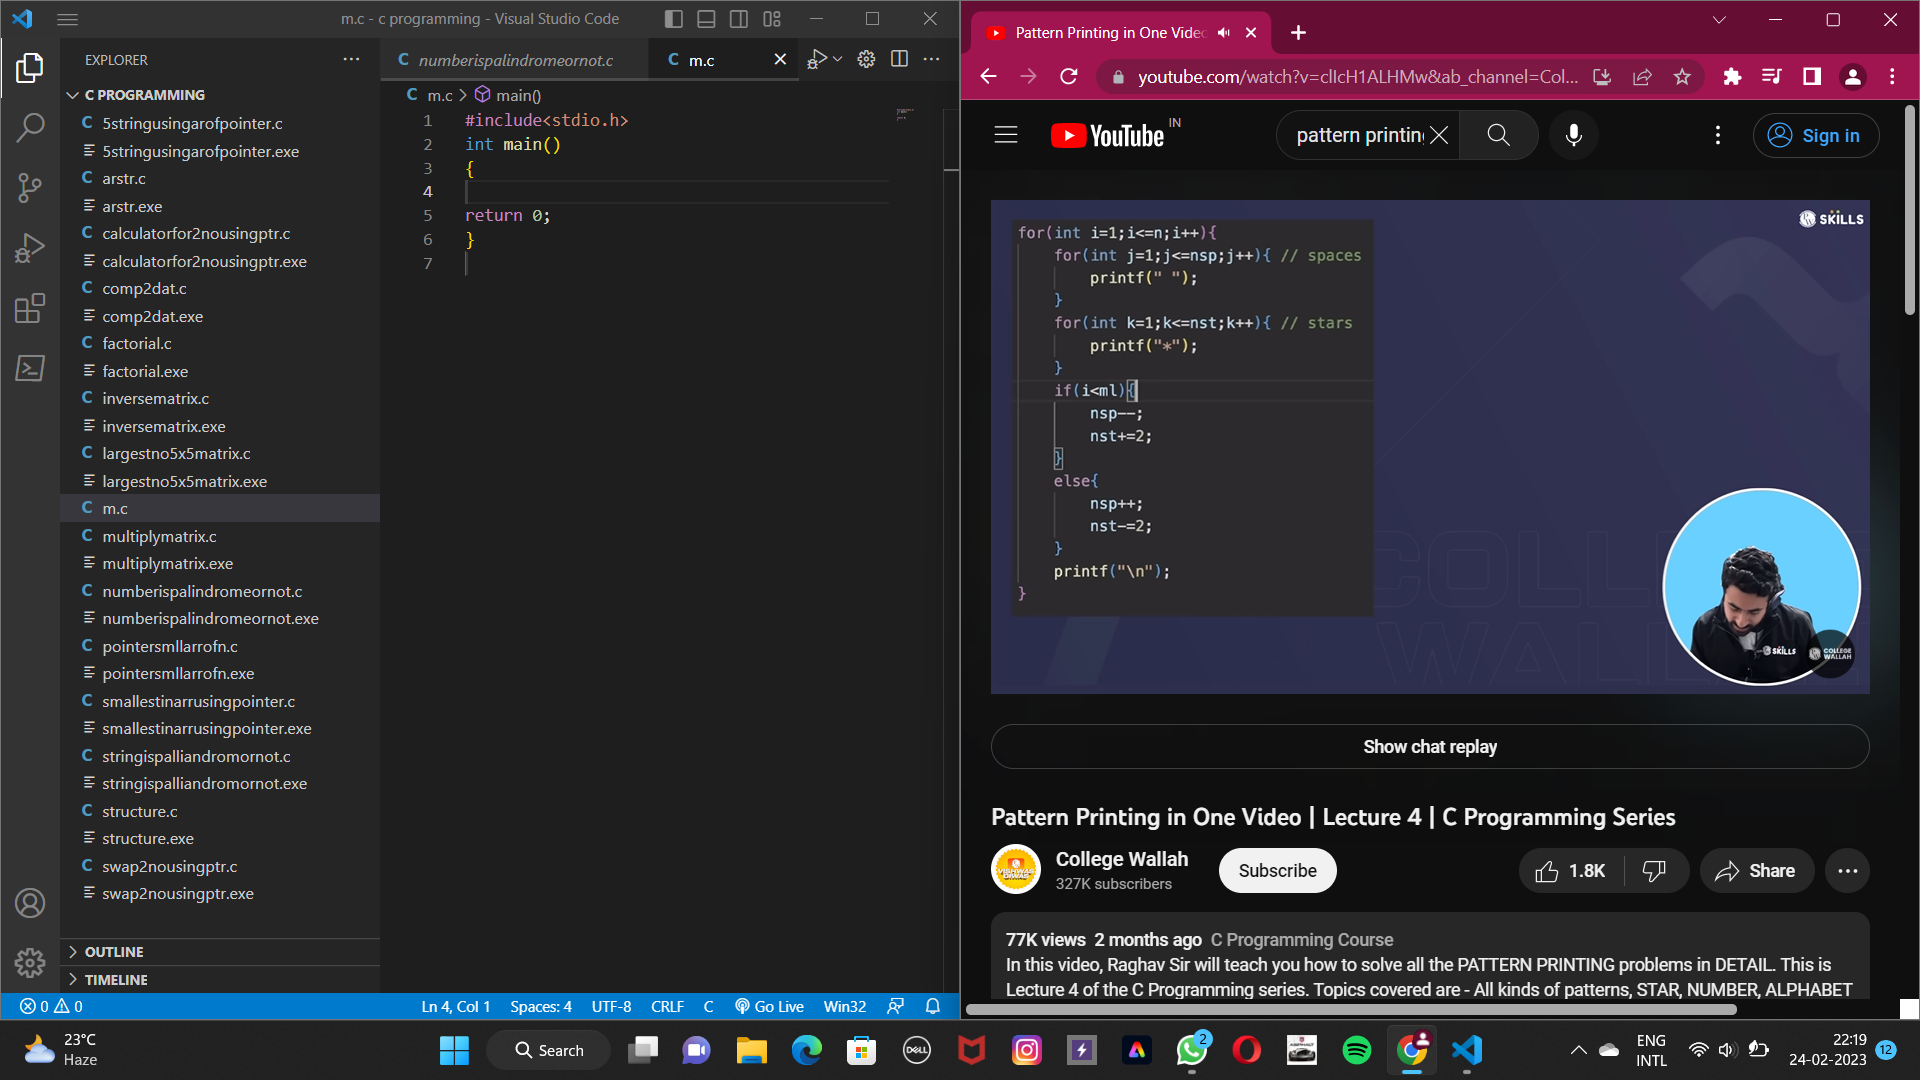 m.c - c programming - Visual Studio Code
EXPLORER
C PROGRAMMING
C 5stringusingarofpointer.c
5stringusingarofpointer.exe
C arstr.c
arstr.exe
C calculatorfor2nousingptr.c
calculatorfor2nousingptr.exe
C comp2dat.c
comp2dat.exe
C factorial.c
factorial.exe
C inversematrix.c
inversematrix.exe
C largestno5x5matrix.c
largestno5x5matrix.exe
C m.c
C multiplymatrix.c
multiplymatrix.exe
C numberispalindromeornot.c
numberispalindromeornot.exe
C pointersmllarrofn.c
pointersmllarrofn.exe
C smallestinarrusingpointer.c
smallestinarrusingpointer.exe
C stringispalliandromornot.c
stringispalliandromornot.exe
C structure.c
structure.exe
C swap2nousingptr.c
swap2nousingptr.exe
OUTLINE
TIMELINE
C numberispalindromeornot.c
C m.c
C m.c > main()
1 #include<stdio.h>
2 int main()
3 {
4
5 return 0;
6 }
7
0 0
Ln 4, Col 1 Spaces: 4 UTF-8 CRLF C Go Live Win32
Pattern Printing in One Video
youtube.com/watch?v=cllcH1ALHMw&ab_channel=Col...
YouTube IN
pattern printing
Sign in
for(int i=1;i<=n;i++){
for(int j=1;j<=nsp;j++){ // spaces
printf(" ");
}
for(int k=1;k<=nst;k++){ // stars
printf("*");
}
if(i<ml){
nsp--;
nst+=2;
}
else{
nsp++;
nst-=2;
}
printf("\n");
}
SKILLS
COLLEGE
WALLAH
SKILLS
COLLEGE
WALLAH
Show chat replay
Pattern Printing in One Video | Lecture 4 | C Programming Series
College Wallah
327K subscribers
Subscribe
1.8K
Share
77K views 2 months ago C Programming Course
In this video, Raghav Sir will teach you how to solve all the PATTERN PRINTING problems in DETAIL. This is
Lecture 4 of the C Programming series. Topics covered are - All kinds of patterns, STAR, NUMBER, ALPHABET
23°C
Haze
Search
DELL
2
ENG
INTL
22:19
24-02-2023
12